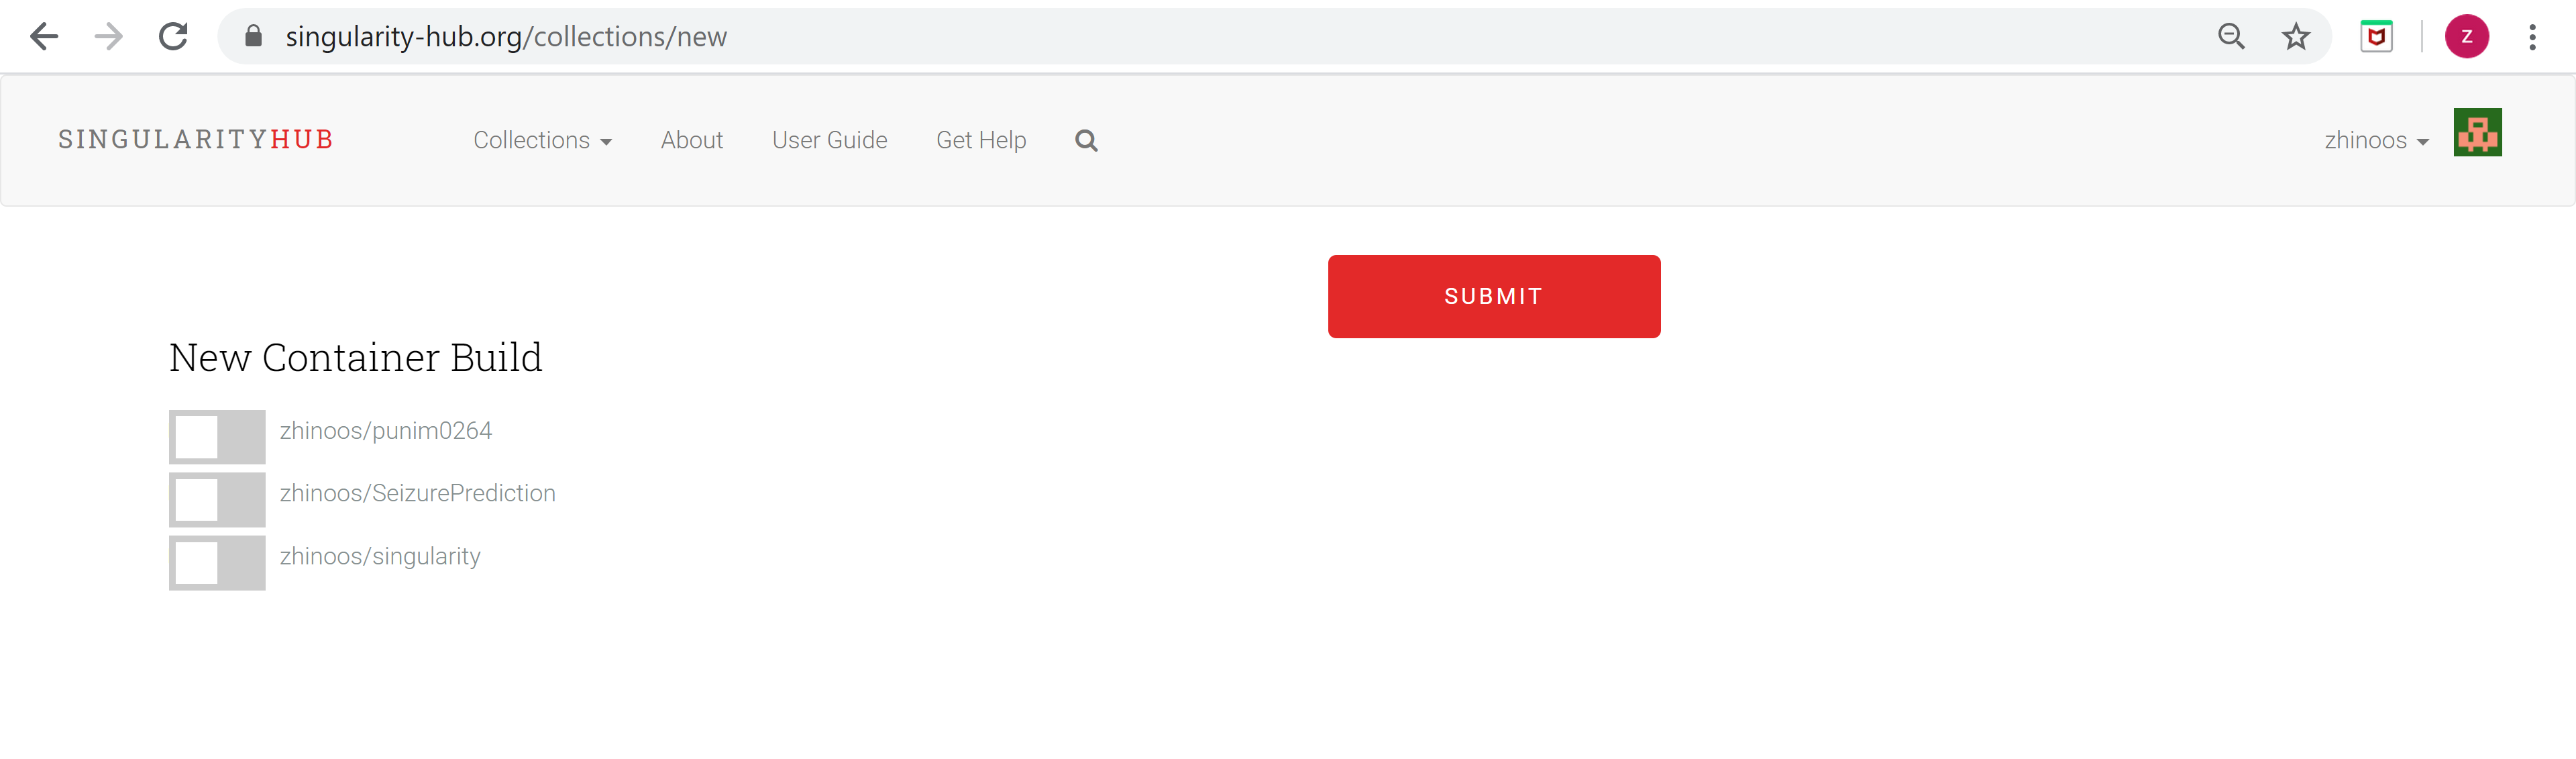 singularity-hub.org/collections/new
Z
SINGULARITYHUB Collections About User Guide Get Help zhinoos
SUBMIT
New Container Build
zhinoos/punim0264
zhinoos/SeizurePrediction
zhinoos/singularity